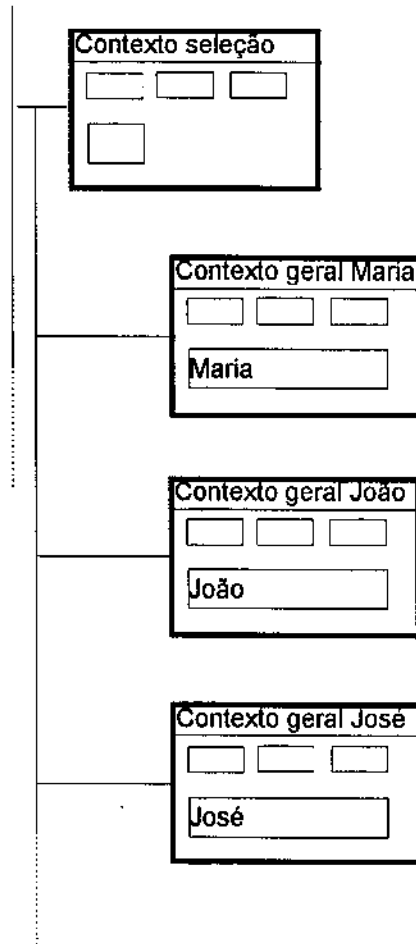 Contexto seleção
Contexto geral Maria
Maria
Contexto geral João
João
Contexto geral José
José